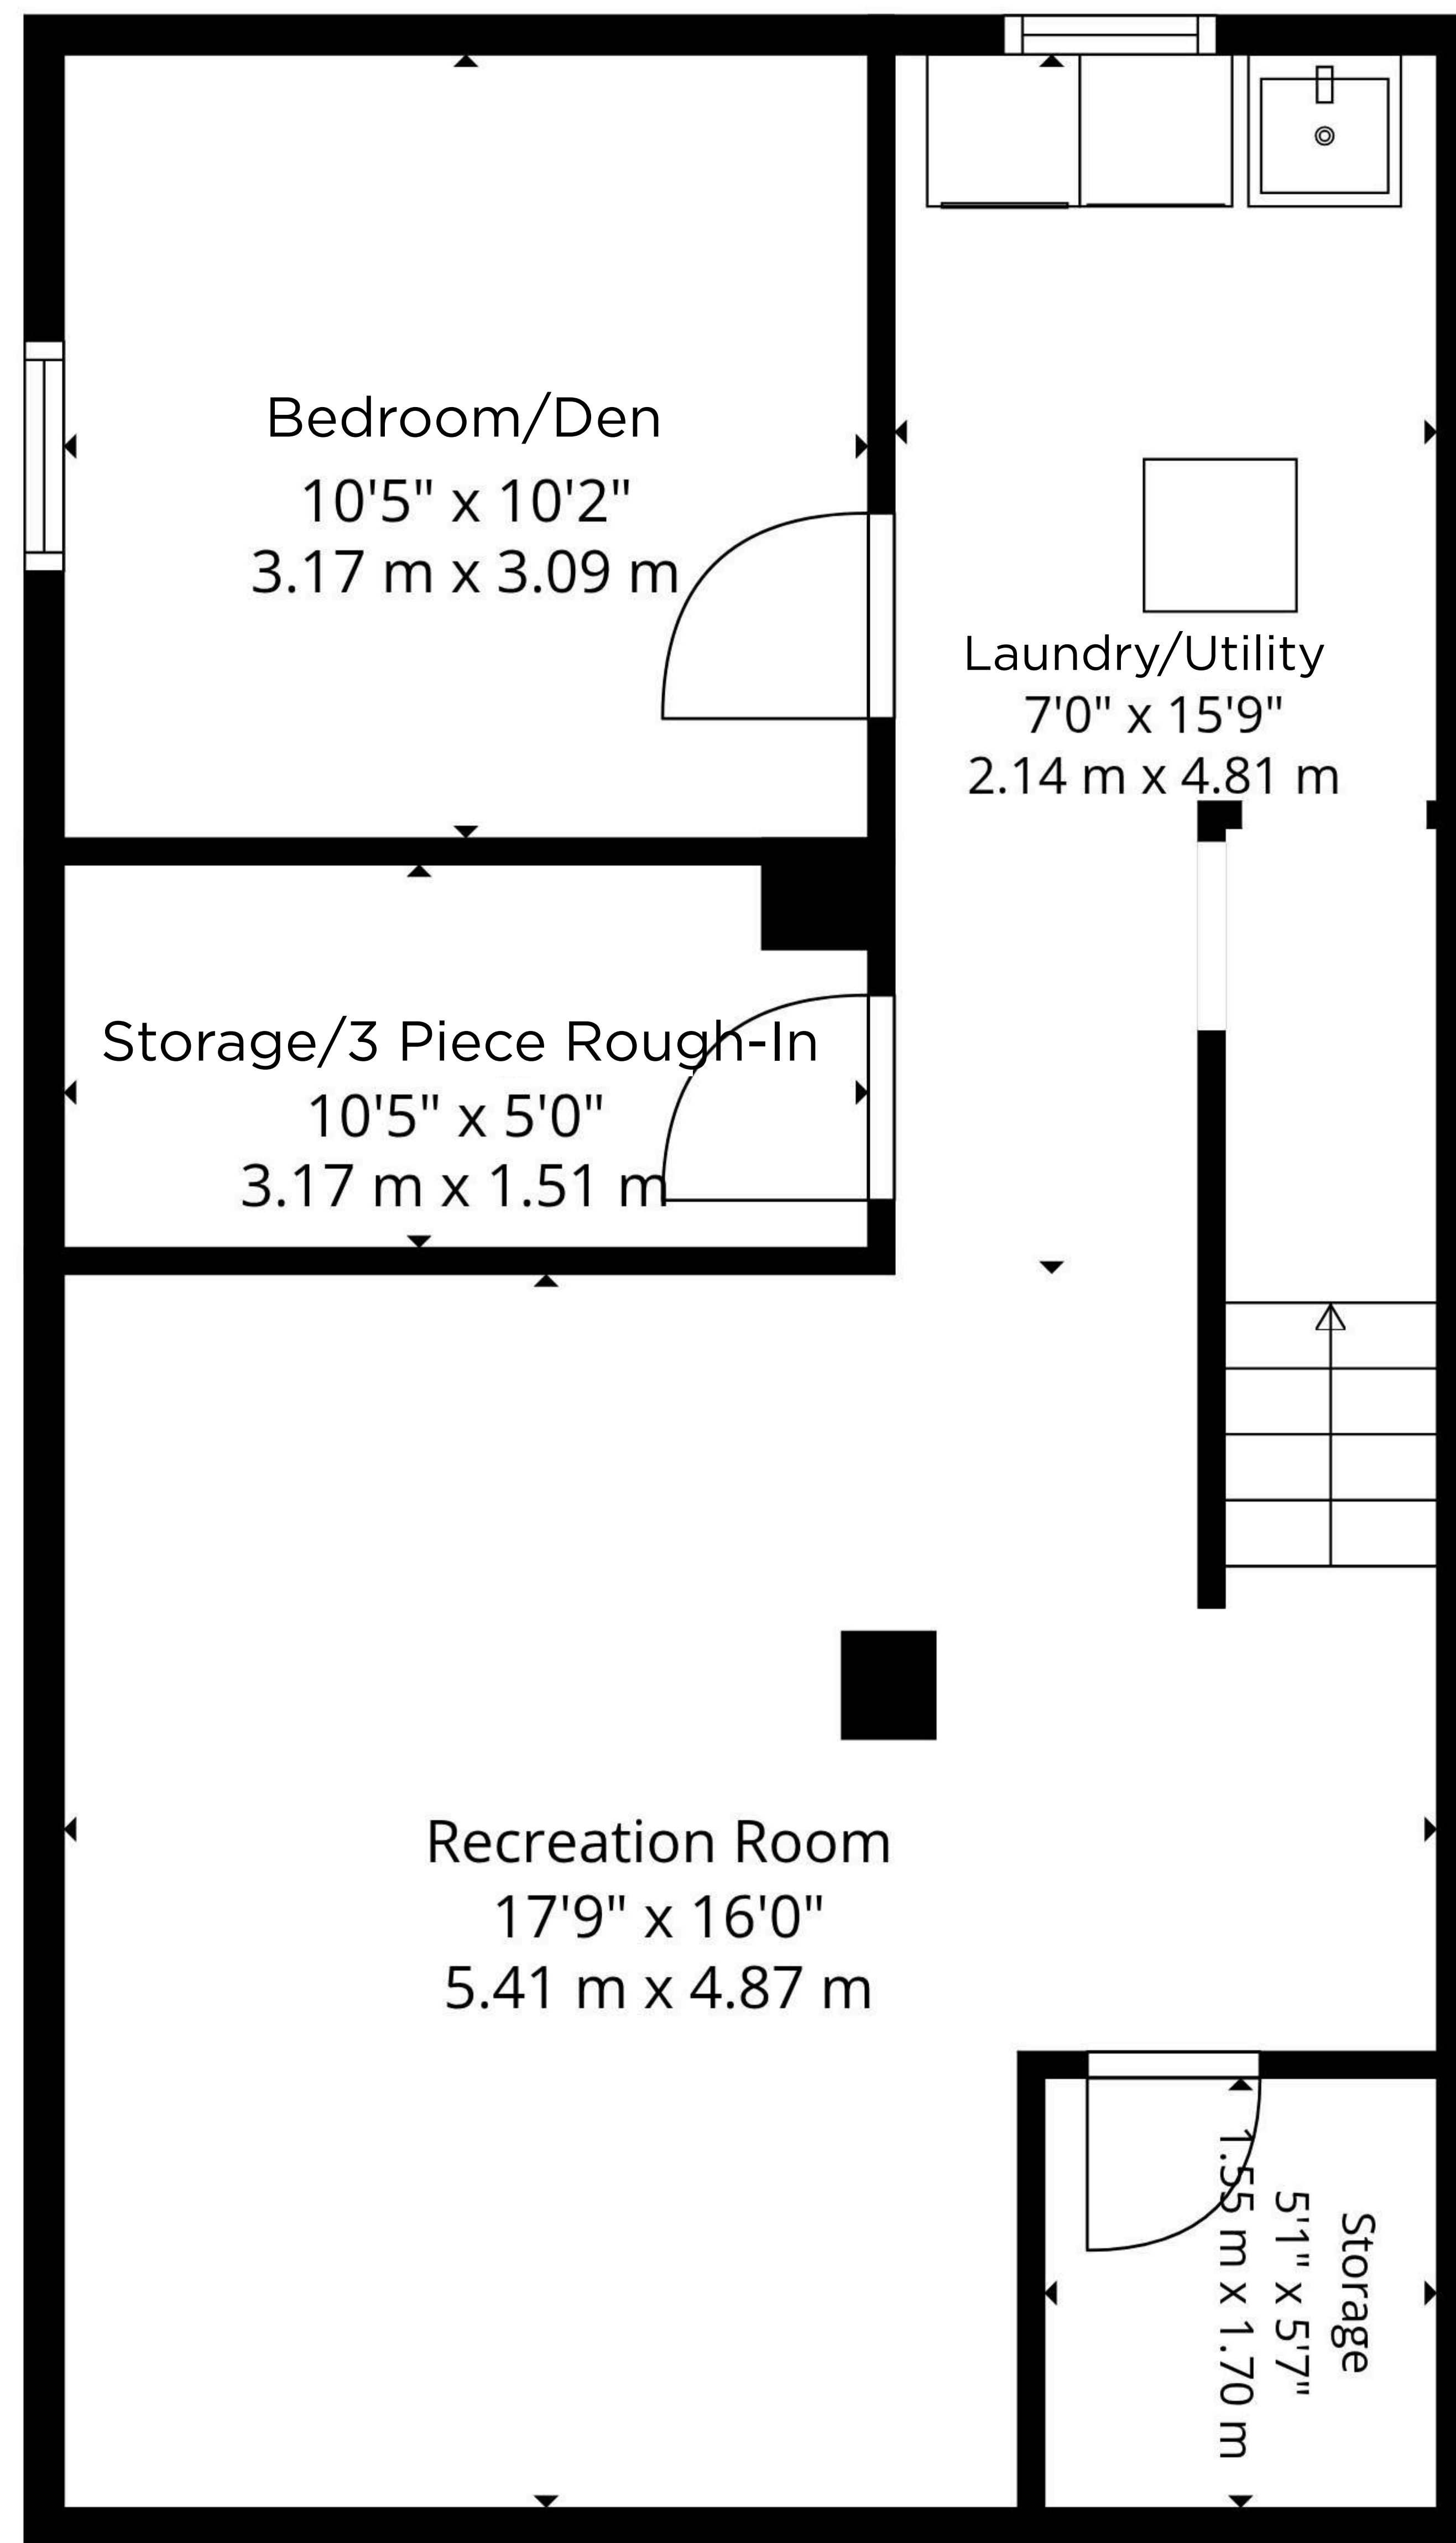 Bedroom/Den
10'5" x 10'2"
3.17 m x 3.09 m
Laundry/Utility
7'0" x 15'9"
2.14 m x 4.81 m
Storage/3 Piece Rough-In
10'5" x 5'0"
3.17 m x 1.51 m
Recreation Room
17'9" x 16'0"
5.41 m x 4.87 m
Storage
5'1" x 5'7"
1.55 m x 1.70 m